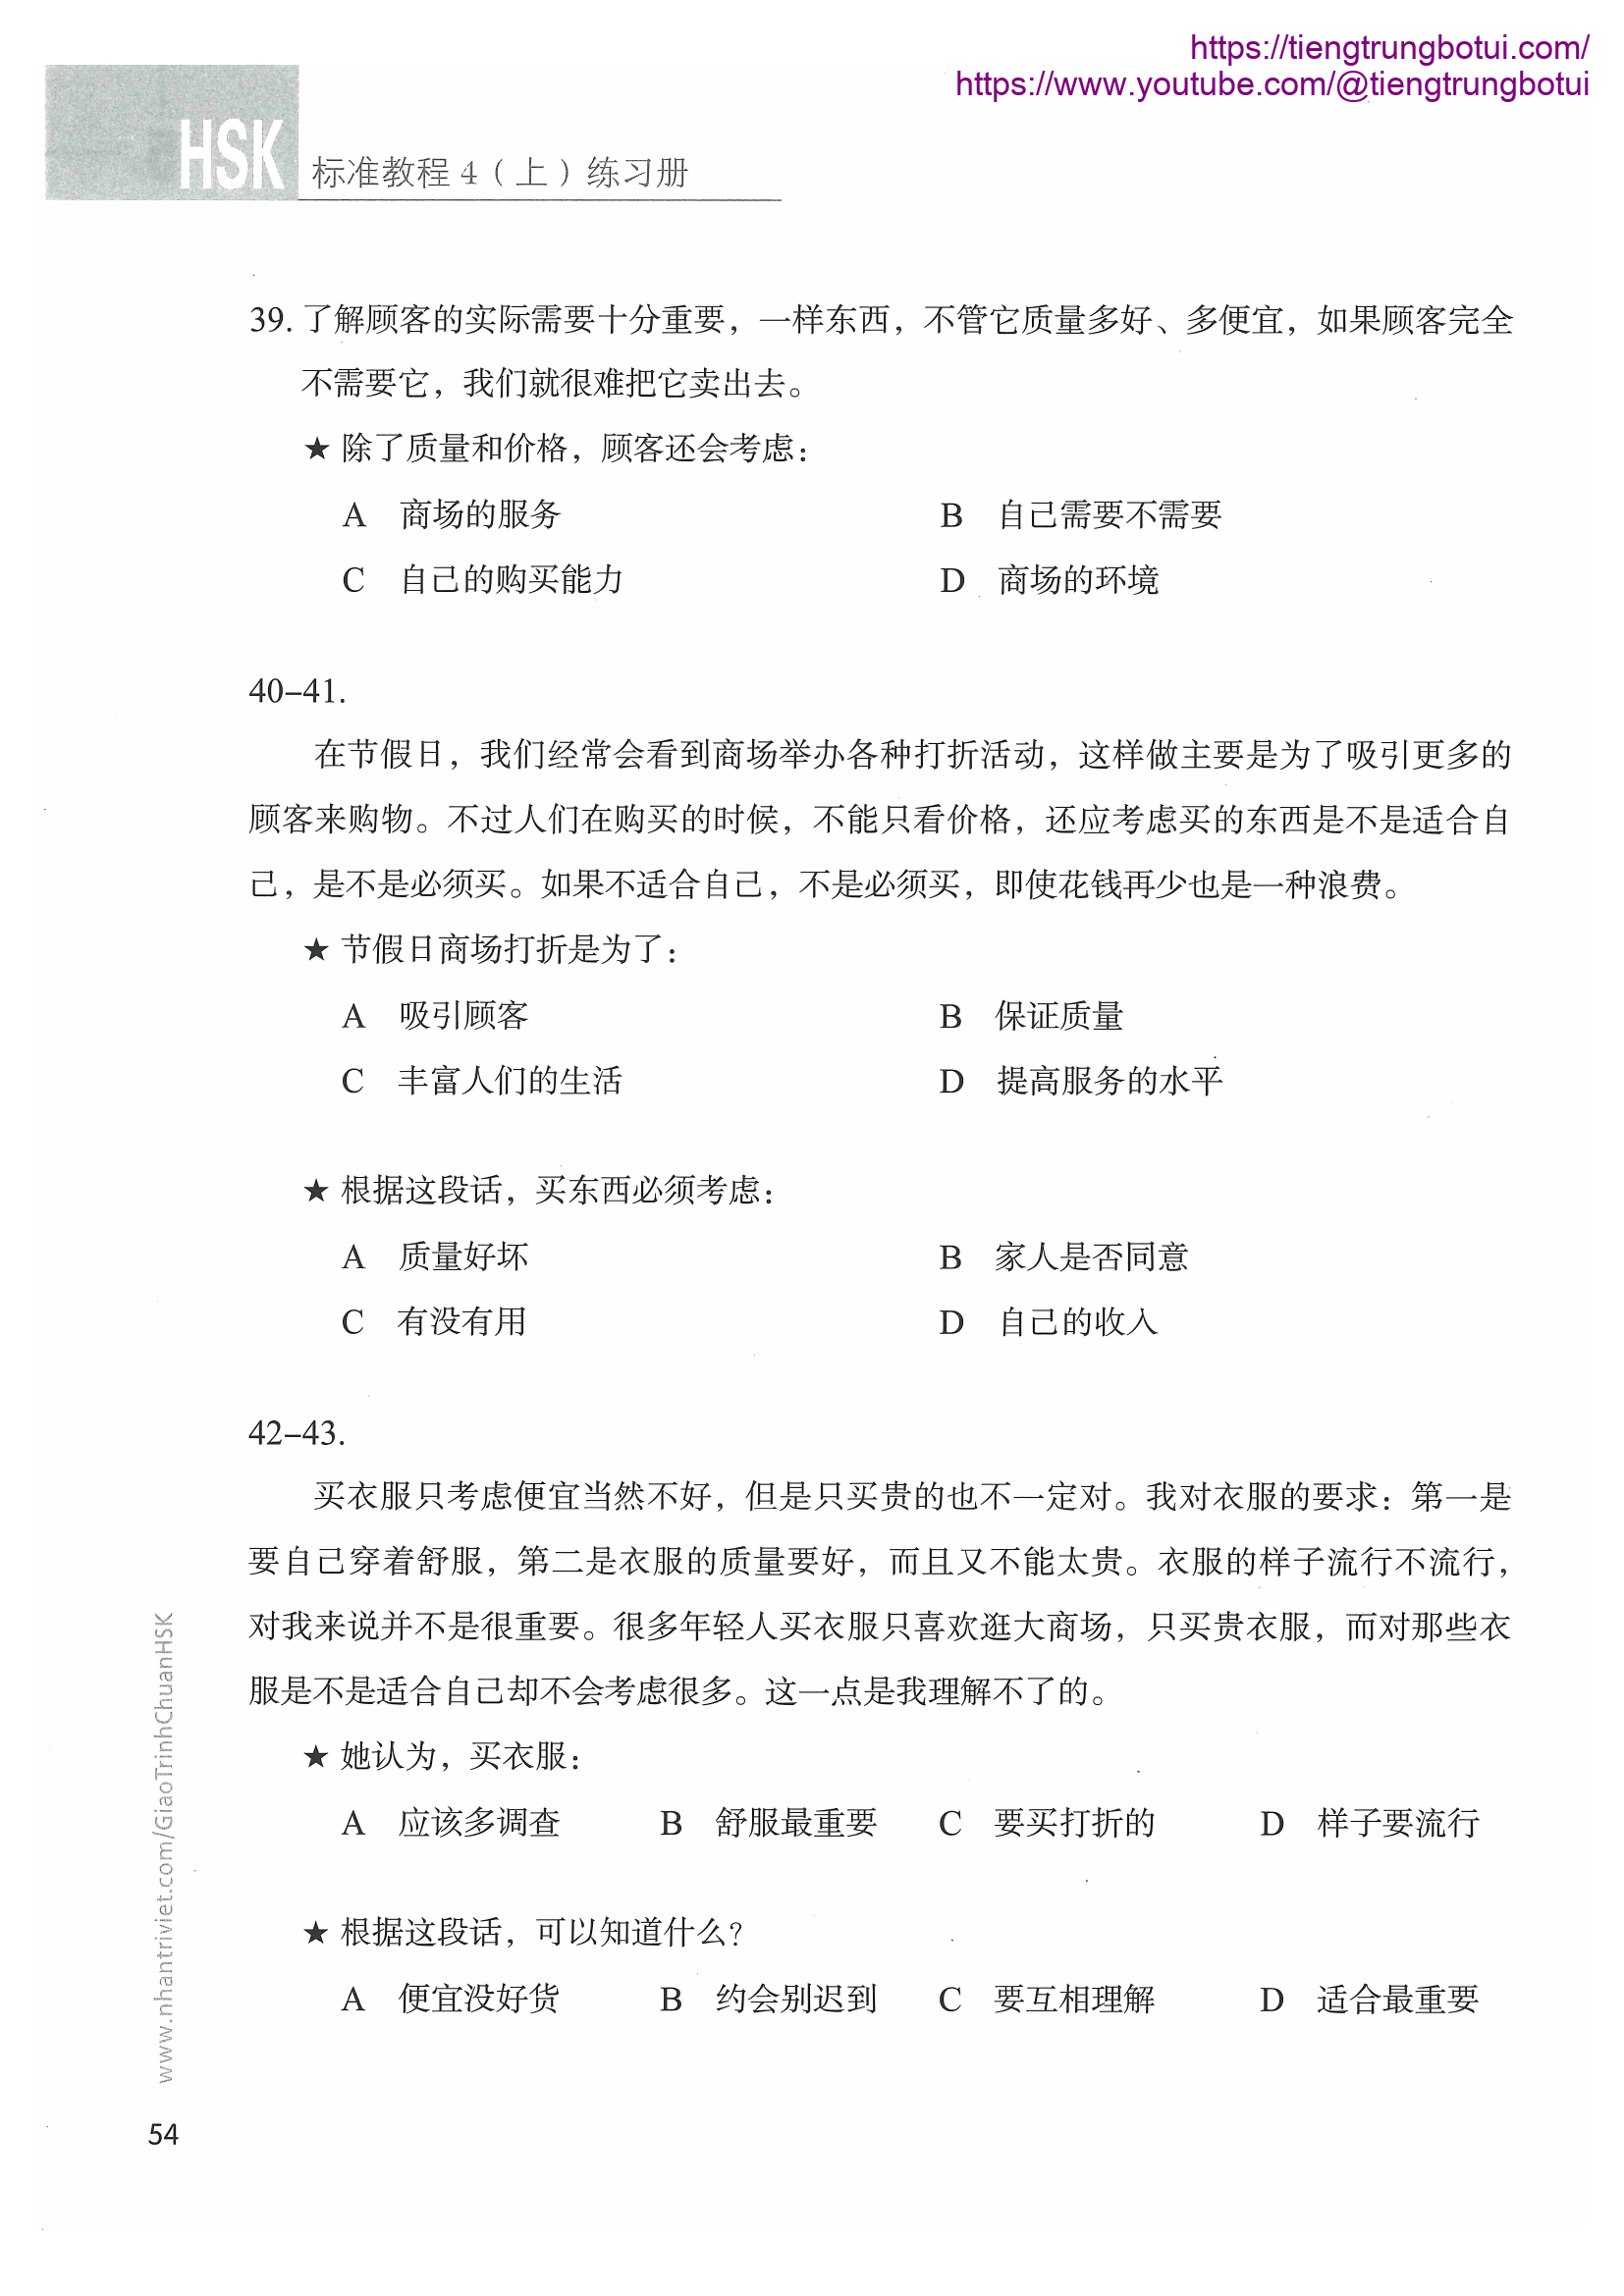 https://tiengtrungbotui.com/
https://www.youtube.com/@tiengtrungbotui
HSK 标准教程 4（上）练习册
39. 了解顾客的实际需要十分重要，一样东西，不管它质量多好、多便宜，如果顾客完全
不需要它，我们就很难把它卖出去。
★ 除了质量和价格，顾客还会考虑：
A 商场的服务 B 自己需要不需要
C 自己的购买能力 D 商场的环境
40–41.
在节假日，我们经常会看到商场举办各种打折活动，这样做主要是为了吸引更多的
顾客来购物。不过人们在购买的时候，不能只看价格，还应考虑买的东西是不是适合自
己，是不是必须买。如果不适合自己，不是必须买，即使花钱再少也是一种浪费。
★ 节假日商场打折是为了：
A 吸引顾客 B 保证质量
C 丰富人们的生活 D 提高服务的水平
★ 根据这段话，买东西必须考虑：
A 质量好坏 B 家人是否同意
C 有没有用 D 自己的收入
42–43.
买衣服只考虑便宜当然不好，但是只买贵的也不一定对。我对衣服的要求：第一是
要自己穿着舒服，第二是衣服的质量要好，而且又不能太贵。衣服的样子流行不流行，
对我来说并不是很重要。很多年轻人买衣服只喜欢逛大商场，只买贵衣服，而对那些衣
服是不是适合自己却不会考虑很多。这一点是我理解不了的。
★ 她认为，买衣服：
A 应该多调查 B 舒服最重要 C 要买打折的 D 样子要流行
★ 根据这段话，可以知道什么？
A 便宜没好货 B 约会别迟到 C 要互相理解 D 适合最重要
www.nhantriviet.com/GiaoTrinhChuanHSK
54